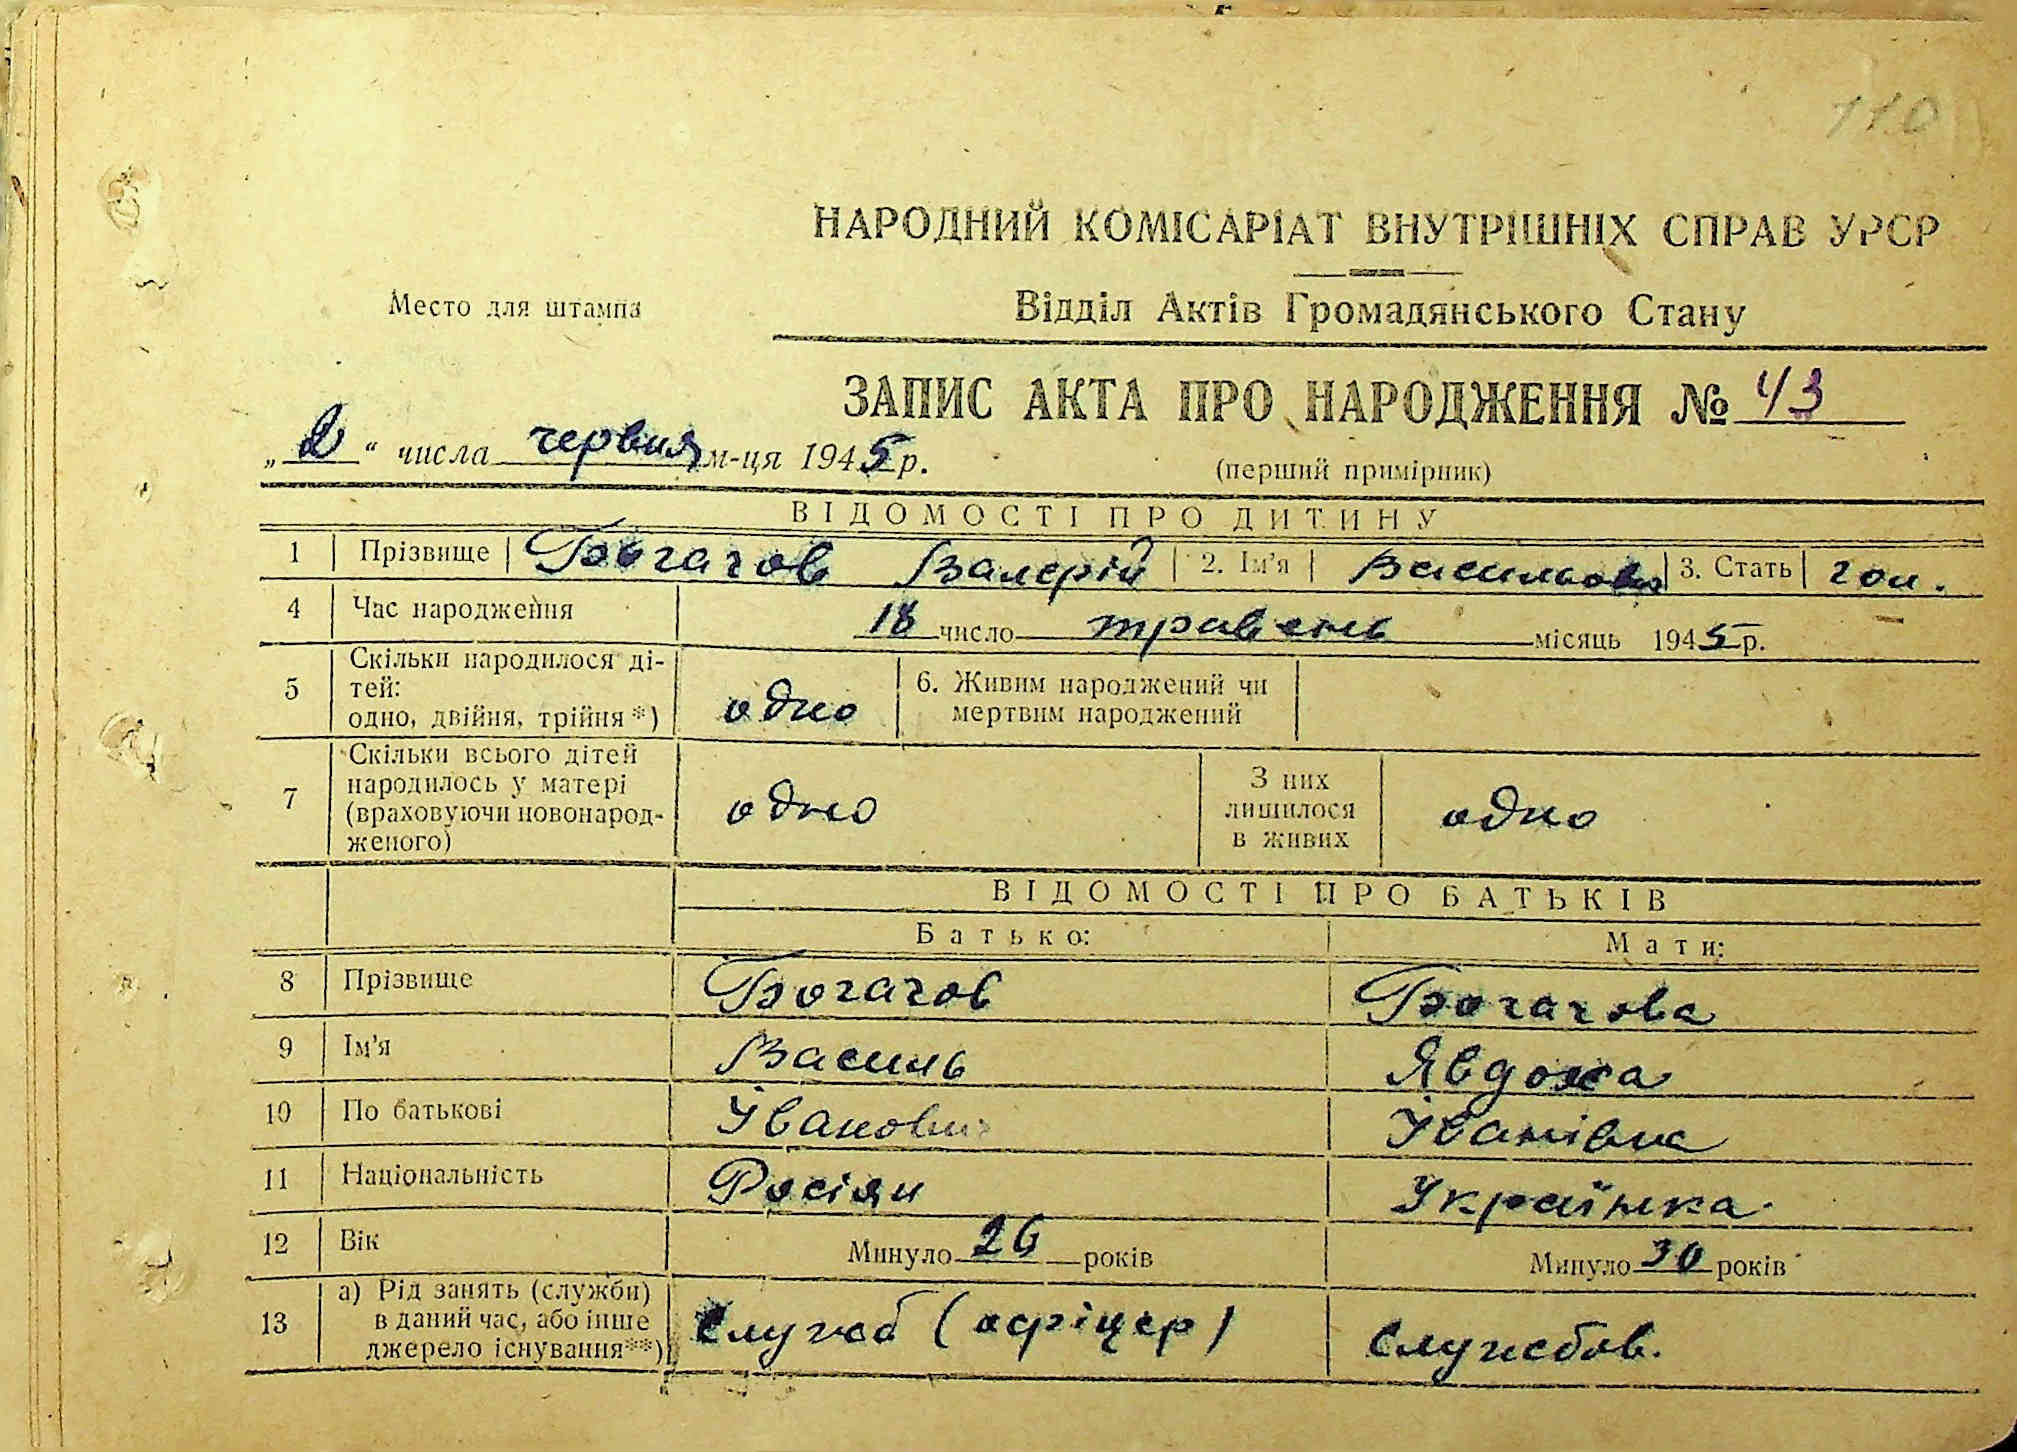 110
НАРОДНИЙ КОМІСАРІАТ ВНУТРІШНІХ СПРАВ УРСР
Место для штампа
Відділ Актів Громадянського Стану
ЗАПИС АКТА ПРО НАРОДЖЕННЯ № 43
„2“ числа червня м-ця 1945 р.
(перший примірник)
ВІДОМОСТІ ПРО ДИТИНУ
1 Прізвище Богачов Валерій 2. Ім'я 3. Стать чол.
4 Час народження 18 число травень місяць 1945 р.
5 Скільки народилося ді-
тей:
одно, двійня, трійня*) одно
6. Живим народжений чи
мертвим народжений
7 Скільки всього дітей
народилось у матері
(враховуючи новонарод-
женого) одно
З них
лишилося
в живих одно
ВІДОМОСТІ ПРО БАТЬКІВ
Батько: Мати:
8 Прізвище Богачов Богачова
9 Ім'я Василь Явдоха
10 По батькові Іванович Іванівна
11 Національність Росіян Українка
12 Вік Минуло 26 років Минуло 30 років
13 а) Рід занять (служби)
в даний час, або інше
джерело існування**) Служб (офіцер) Службов.